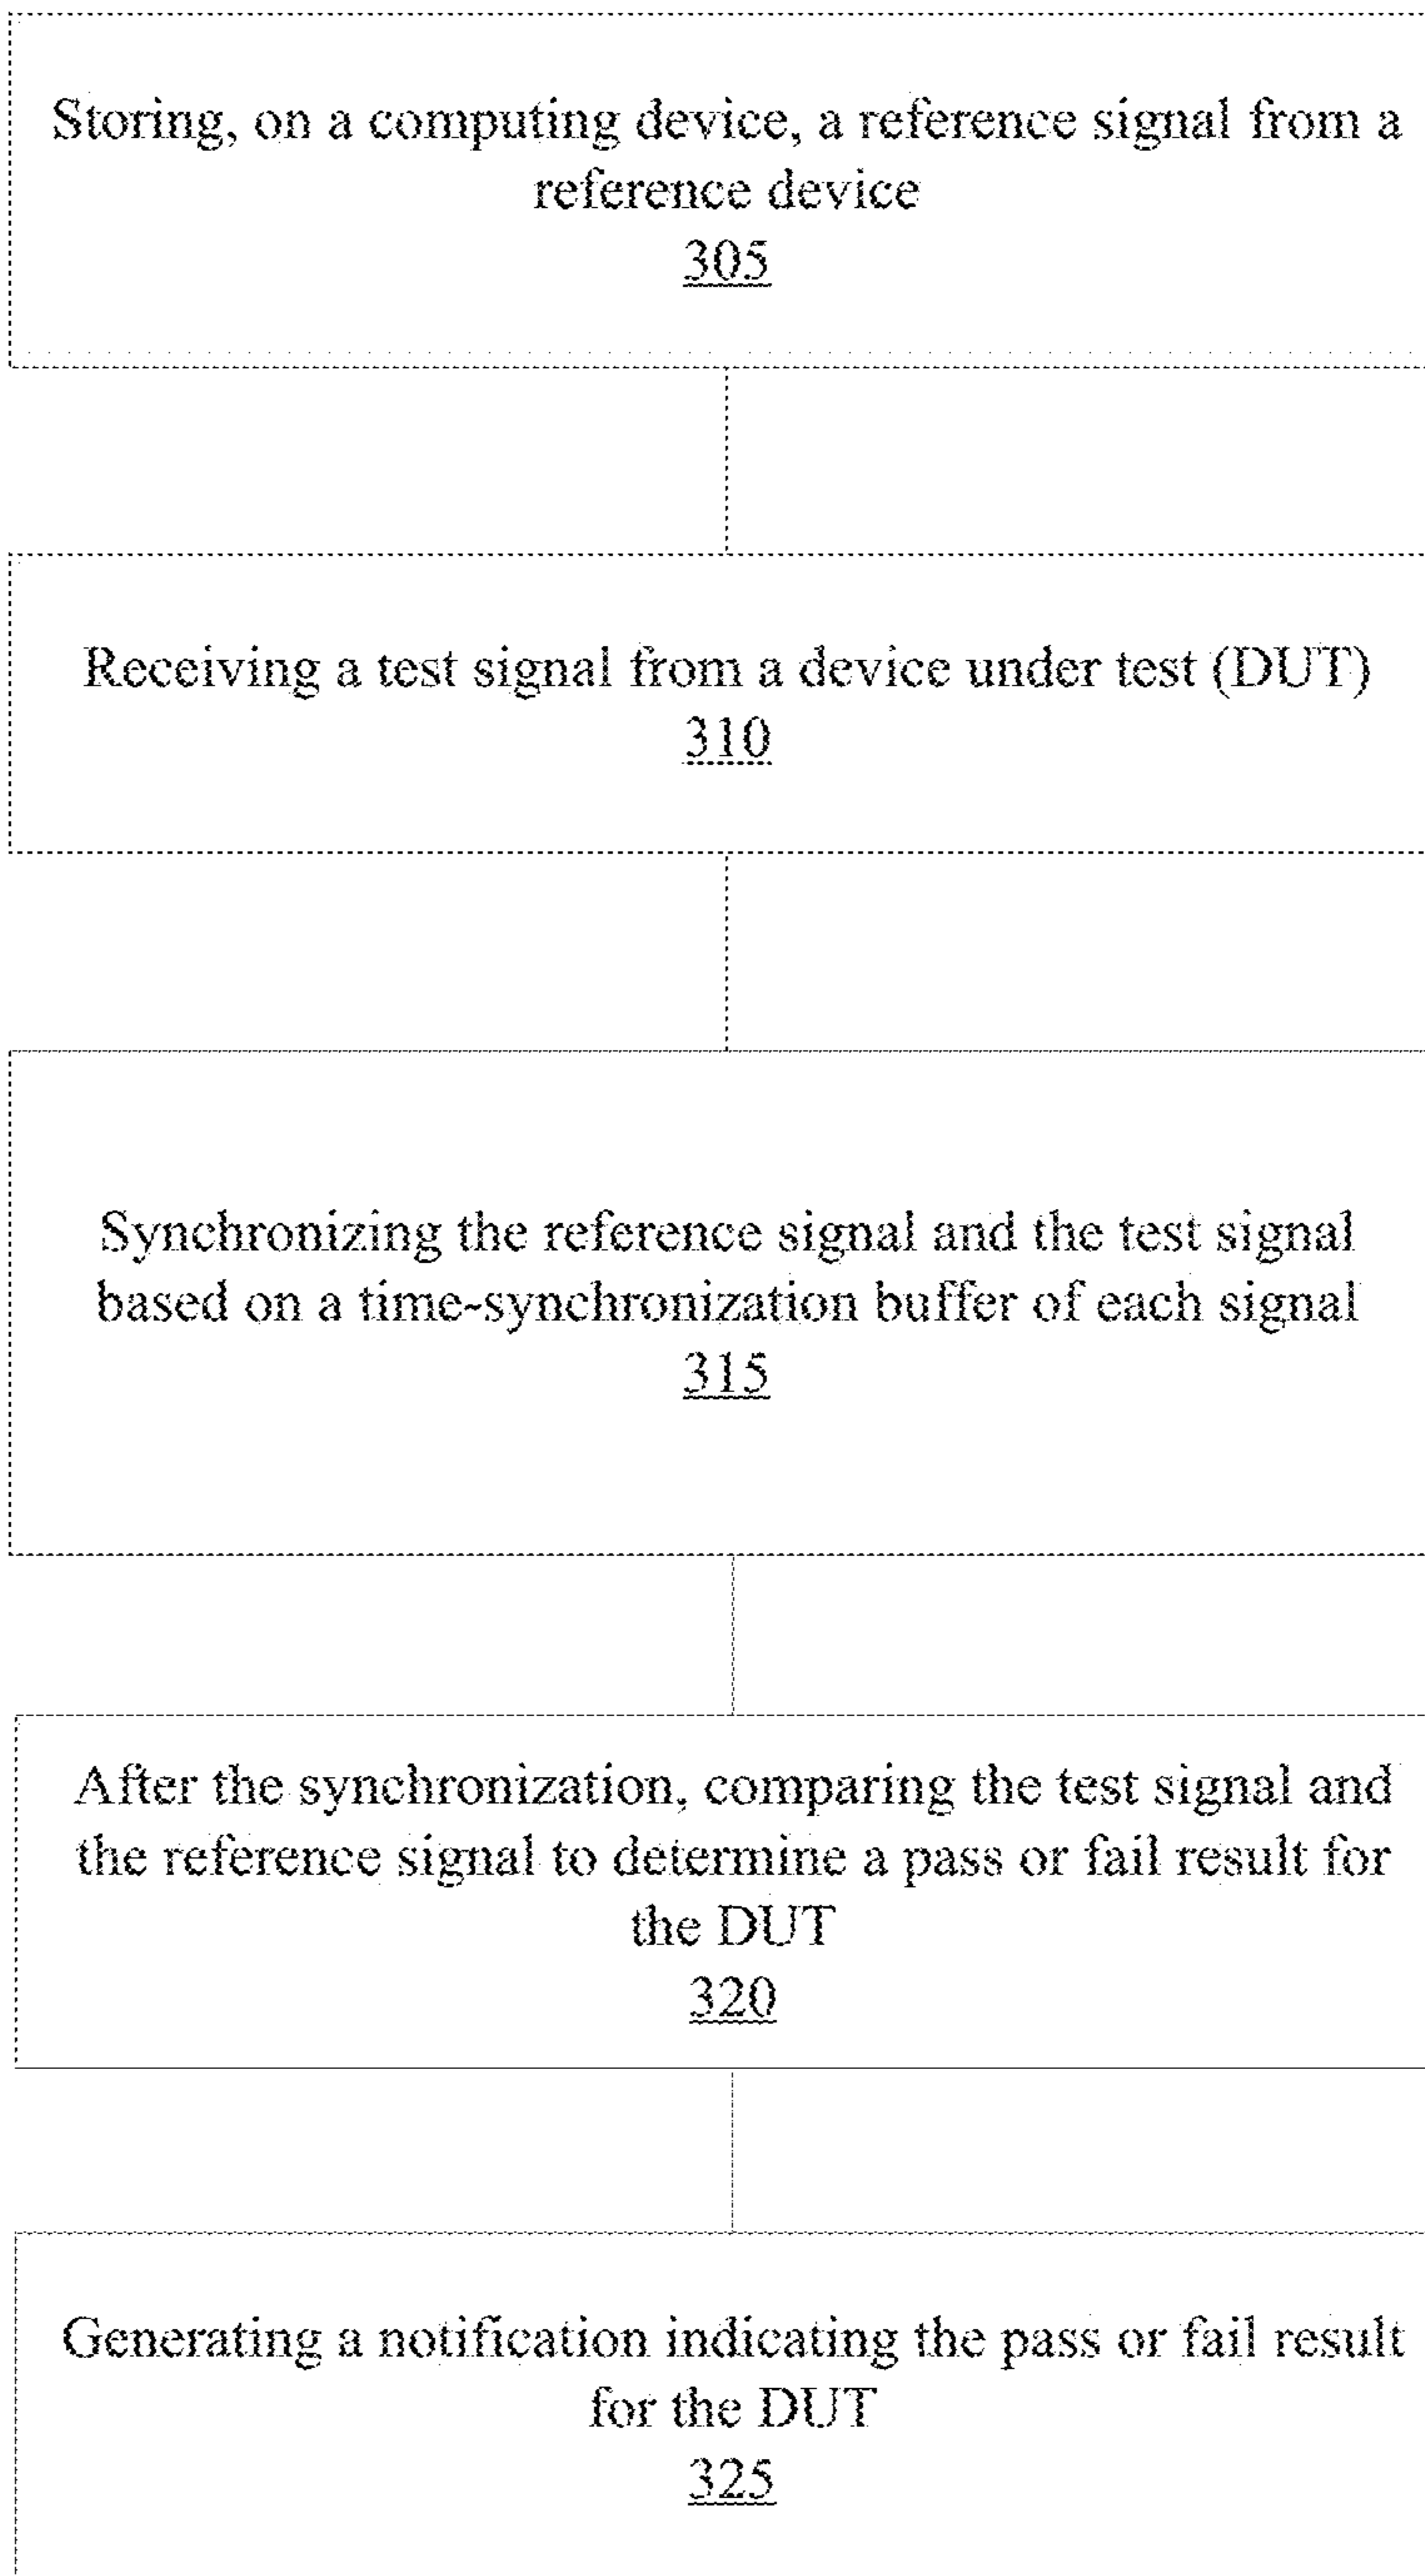 Storing, on a computing device, a reference signal from a
reference device
305
Receiving a test signal from a device under test (DUT)
310
Synchronizing the reference signal and the test signal
based on a time-synchronization buffer of each signal
315
After the synchronization, comparing the test signal and
the reference signal to determine a pass or fail result for
the DUT
320
Generating a notification indicating the pass or fail result
for the DUT
325